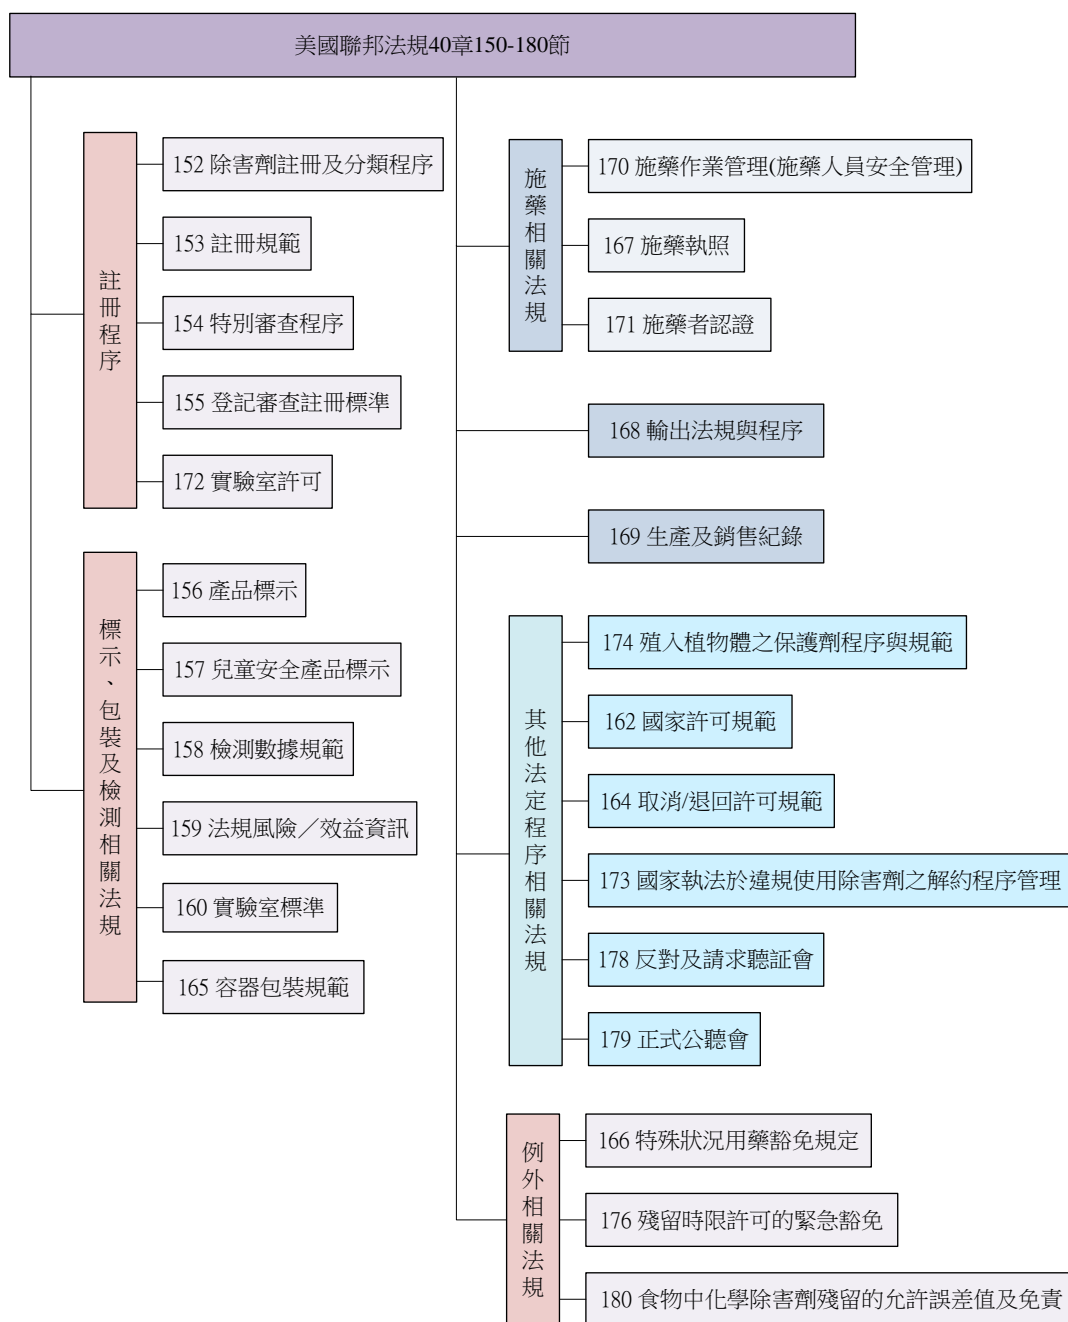 美國聯邦法規40章150-180節
註冊程序
152 除害劑註冊及分類程序
153 註冊規範
154 特別審查程序
155 登記審查註冊標準
172 實驗室許可
標示、包裝及檢測相關法規
156 產品標示
157 兒童安全產品標示
158 檢測數據規範
159 法規風險／效益資訊
160 實驗室標準
165 容器包裝規範
施藥相關法規
170 施藥作業管理(施藥人員安全管理)
167 施藥執照
171 施藥者認證
168 輸出法規與程序
169 生產及銷售紀錄
其他法定程序相關法規
174 殖入植物體之保護劑程序與規範
162 國家許可規範
164 取消/退回許可規範
173 國家執法於違規使用除害劑之解約程序管理
178 反對及請求聽証會
179 正式公聽會
例外相關法規
166 特殊狀況用藥豁免規定
176 殘留時限許可的緊急豁免
180 食物中化學除害劑殘留的允許誤差值及免責